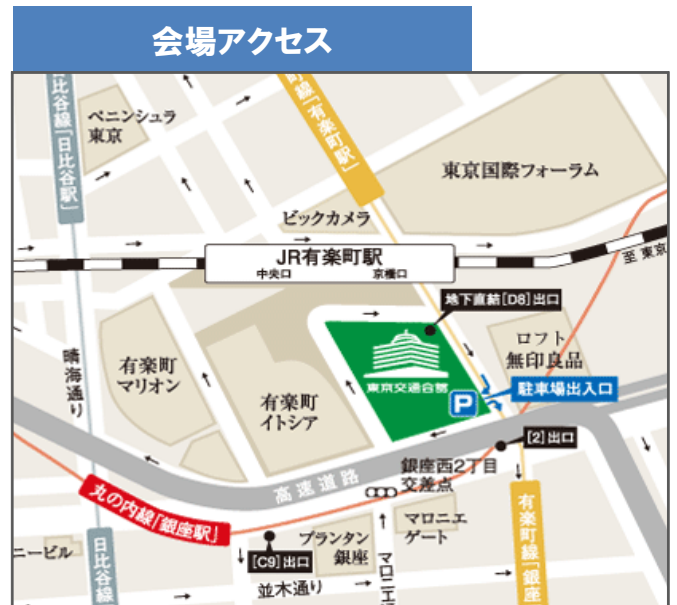 会場アクセス
比谷線「日比谷駅」
ペニンシュラ
東京
町線「有楽町駅」
東京国際フォーラム
ビックカメラ
JR有楽町駅
中央口
京橋口
至 東京
地下直結[D8]出口
ロフト
無印良品
晴海通り
有楽町
マリオン
有楽町
イトシア
東京交通会館
P
駐車場出入口
[2]出口
高速道路
銀座西2丁目
交差点
丸の内線「銀座駅」
マロニエ
ゲート
有楽町線「銀座
プランタン
銀座
ニービル
日比谷線
[C9]出口
並木通り
マロニエ通